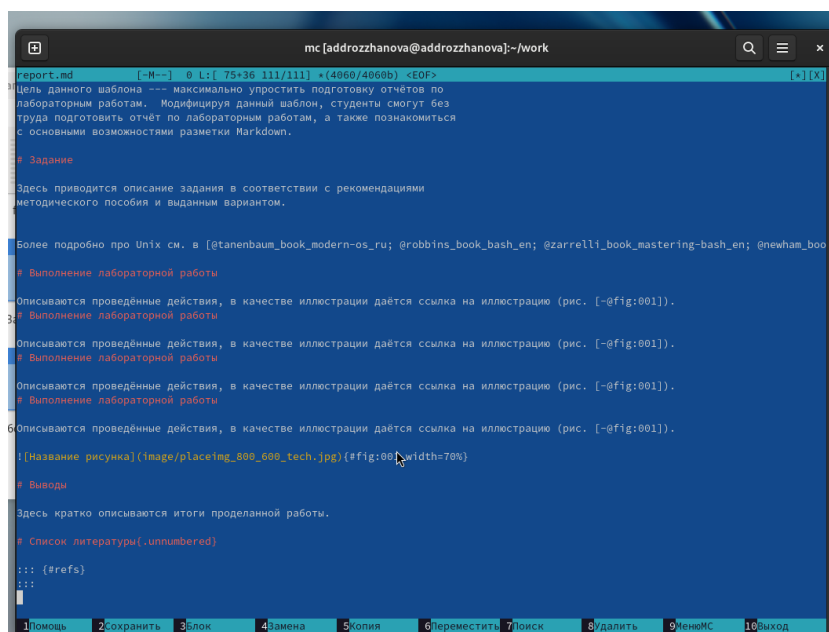 mc [addrozzhanova@addrozzhanova]:~/work
report.md [-M--] 0 L:[ 75+36 111/111] *(4060/4060b) <EOF> [*][X]
Цель данного шаблона --- максимально упростить подготовку отчётов по
лабораторным работам. Модифицируя данный шаблон, студенты смогут без
труда подготовить отчёт по лабораторным работам, а также познакомиться
с основными возможностями разметки Markdown.
# Задание
Здесь приводится описание задания в соответствии с рекомендациями
методического пособия и выданным вариантом.
Более подробно про Unix см. в [@tanenbaum_book_modern-os_ru; @robbins_book_bash_en; @zarrelli_book_mastering-bash_en; @newham_boo
# Выполнение лабораторной работы
Описываются проведённые действия, в качестве иллюстрации даётся ссылка на иллюстрацию (рис. [-@fig:001]).
# Выполнение лабораторной работы
Описываются проведённые действия, в качестве иллюстрации даётся ссылка на иллюстрацию (рис. [-@fig:001]).
# Выполнение лабораторной работы
Описываются проведённые действия, в качестве иллюстрации даётся ссылка на иллюстрацию (рис. [-@fig:001]).
# Выполнение лабораторной работы
Описываются проведённые действия, в качестве иллюстрации даётся ссылка на иллюстрацию (рис. [-@fig:001]).
![Название рисунка](image/placeimg_800_600_tech.jpg){#fig:001 width=70%}
# Выводы
Здесь кратко описываются итоги проделанной работы.
# Список литературы{.unnumbered}
::: {#refs}
:::
1Помощь 2Сохранить 3Блок 4Замена 5Копия 6Переместить 7Поиск 8Удалить 9МенюMC 10Выход